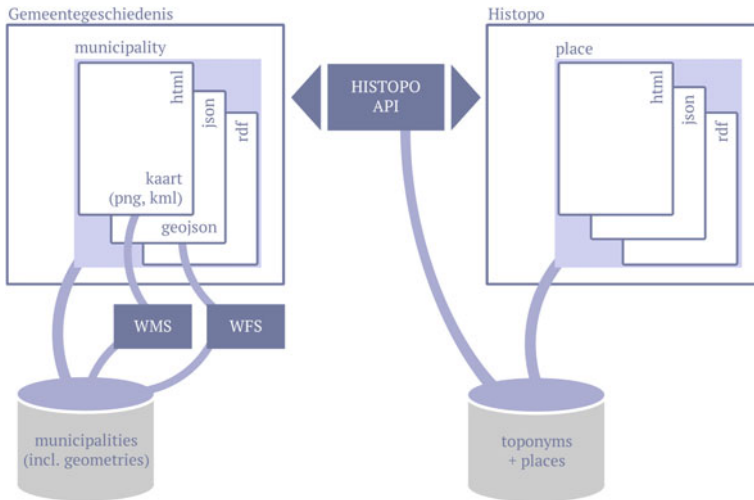 Gemeentegeschiedenis
municipality
html
json
rdf
kaart
(png, kml)
geojson
WMS
WFS
municipalities
(incl. geometries)
HISTOPO
API
Histopo
place
html
json
rdf
toponyms
+ places